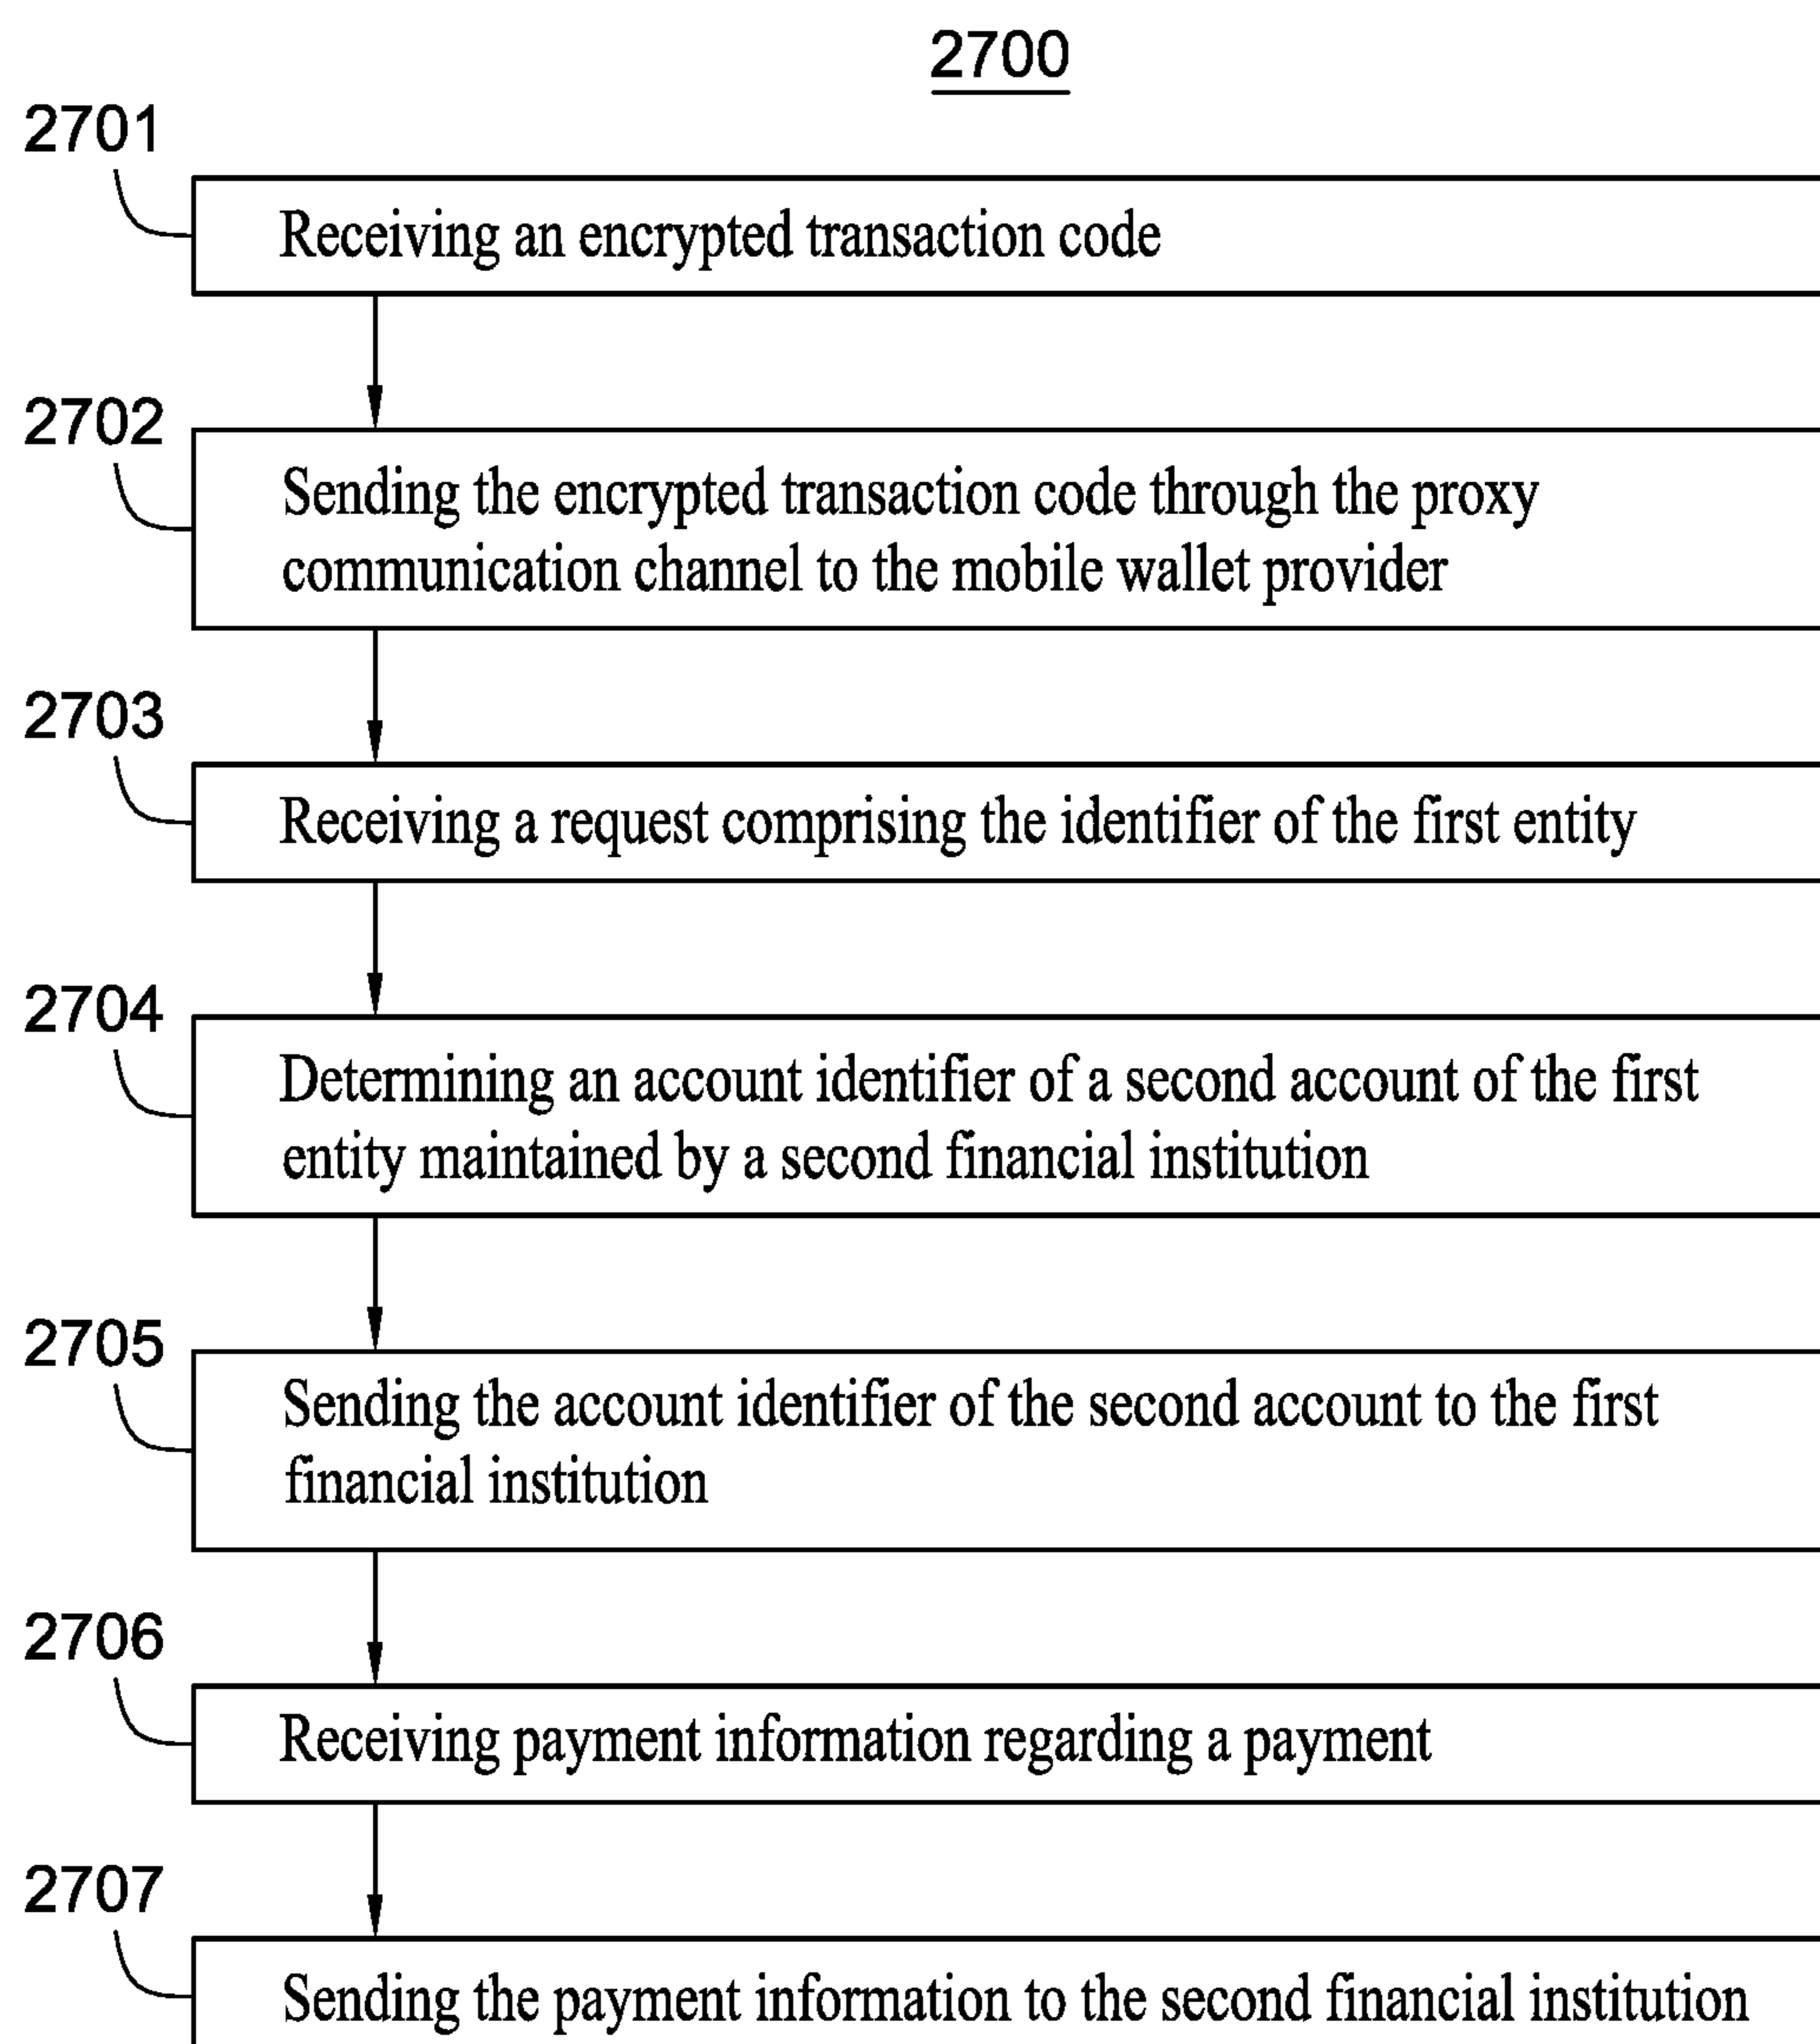 2700
2701
Receiving an encrypted transaction code
2702
Sending the encrypted transaction code through the proxy
communication channel to the mobile wallet provider
2703
Receiving a request comprising the identifier of the first entity
2704
Determining an account identifier of a second account of the first
entity maintained by a second financial institution
2705
Sending the account identifier of the second account to the first
financial institution
2706
Receiving payment information regarding a payment
2707
Sending the payment information to the second financial institution